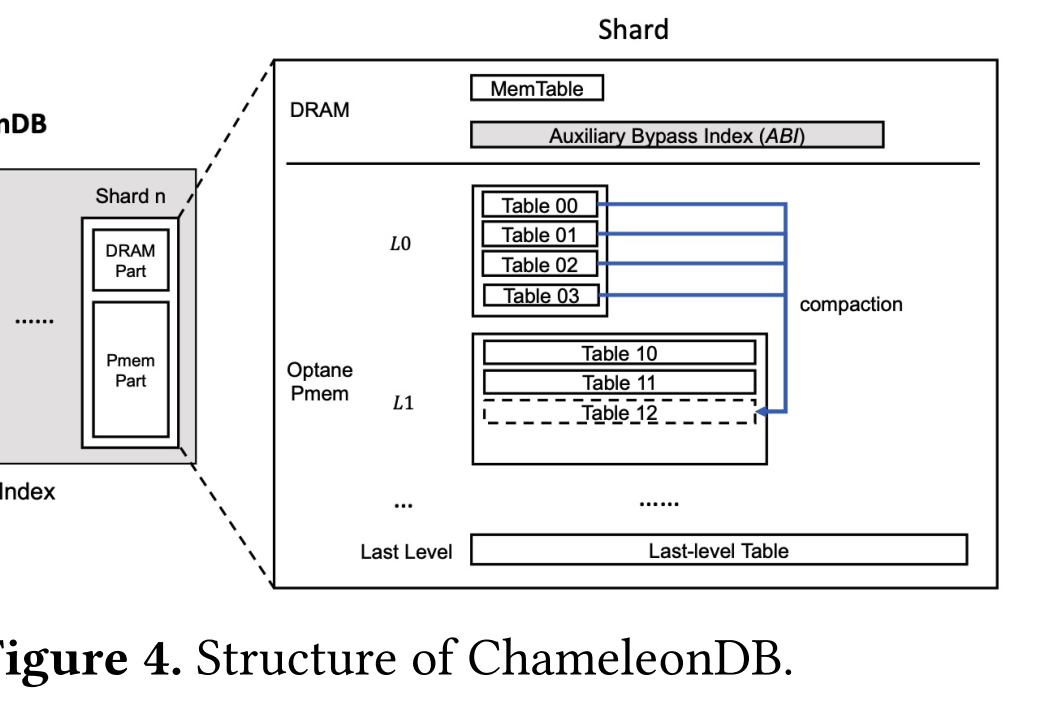 Shard
nDB
DRAM
MemTable
Auxiliary Bypass Index (ABI)
Shard n
DRAM
Part
......
Pmem
Part
Index
L0
Table 00
Table 01
Table 02
Table 03
compaction
Optane
Pmem
L1
Table 10
Table 11
Table 12
...
......
Last Level
Last-level Table
igure 4. Structure of ChameleonDB.